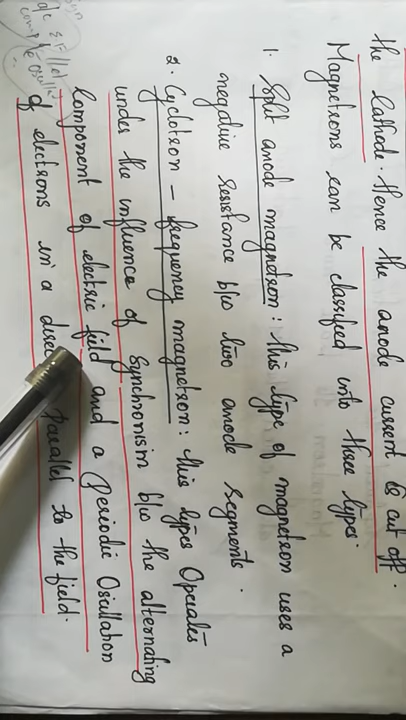 the Cathode. Hence the anode current is cut off.
Magnetrons can be classified into three types.
1. Split anode magnetron: this type of magnetron uses a
negative resistance b/w two anode segments.
2. Cyclotron - frequency magnetron: this types Operates
under the influence of Synchronism b/w the alternating
Component of electric field and a Periodic Oscillation
of electrons in a parallel to the field.